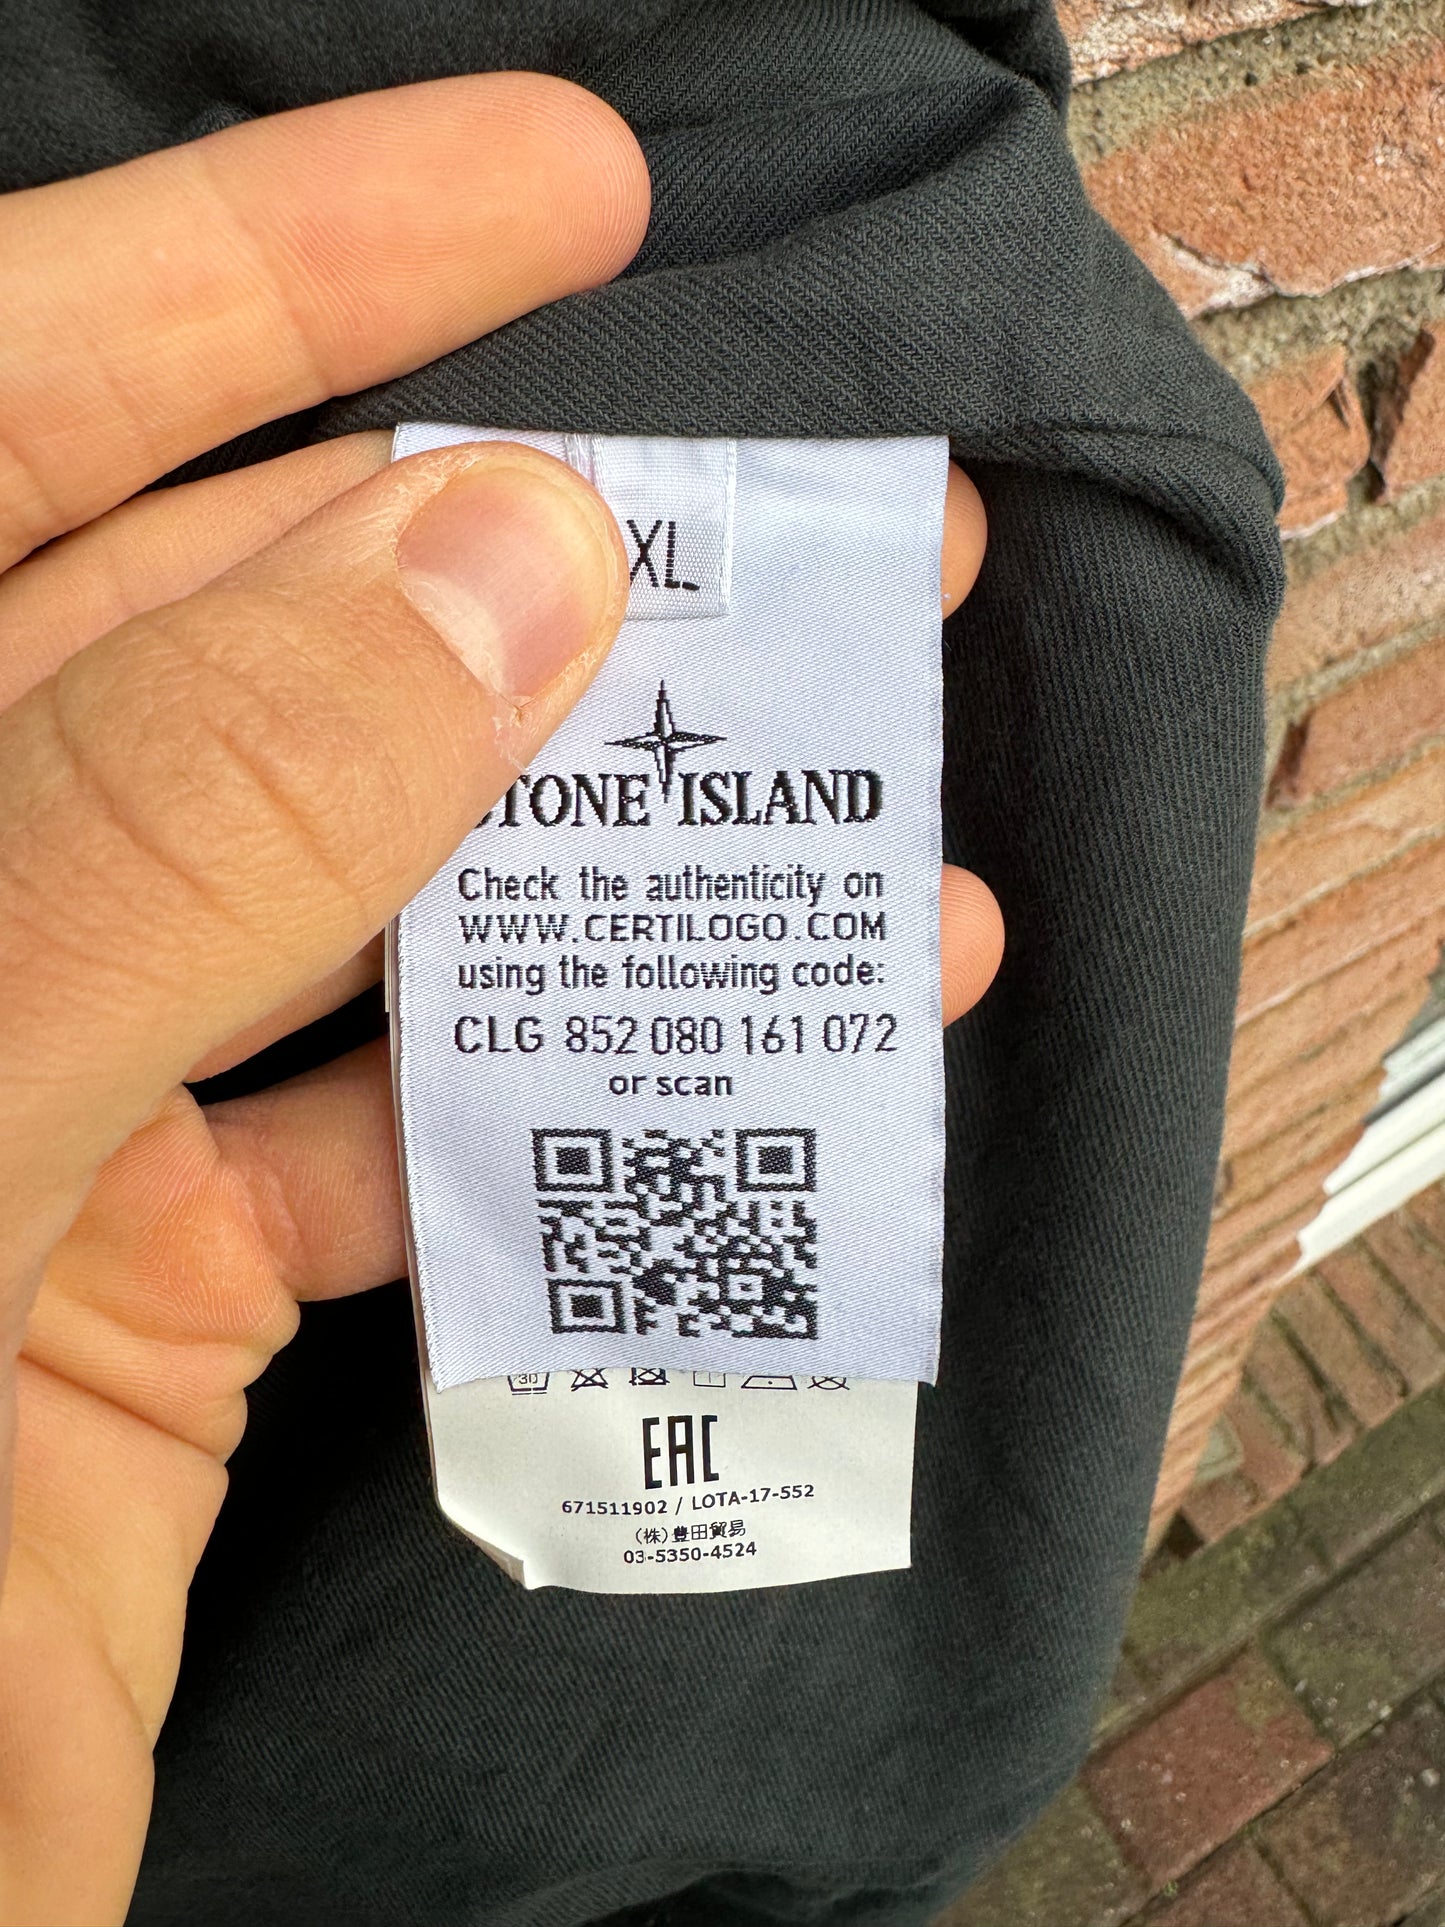 XL
STONE ISLAND
Check the authenticity on
WWW.CERTILOGO.COM
using the following code:
CLG 852 080 161 072
or scan
30
EAC
671511902 / LOTA-17-552
(株)豊田貿易
03-5350-4524